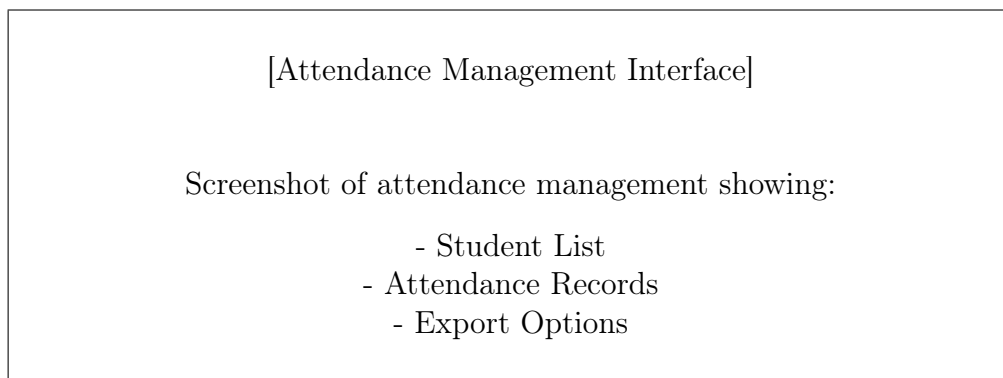 [Attendance Management Interface]
Screenshot of attendance management showing:
- Student List
- Attendance Records
- Export Options